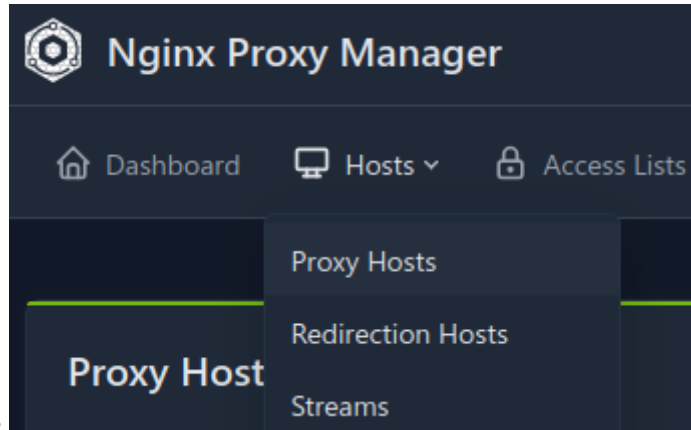 Nginx Proxy Manager
Dashboard Hosts Access Lists
Proxy Hosts
Redirection Hosts
Proxy Host
Streams